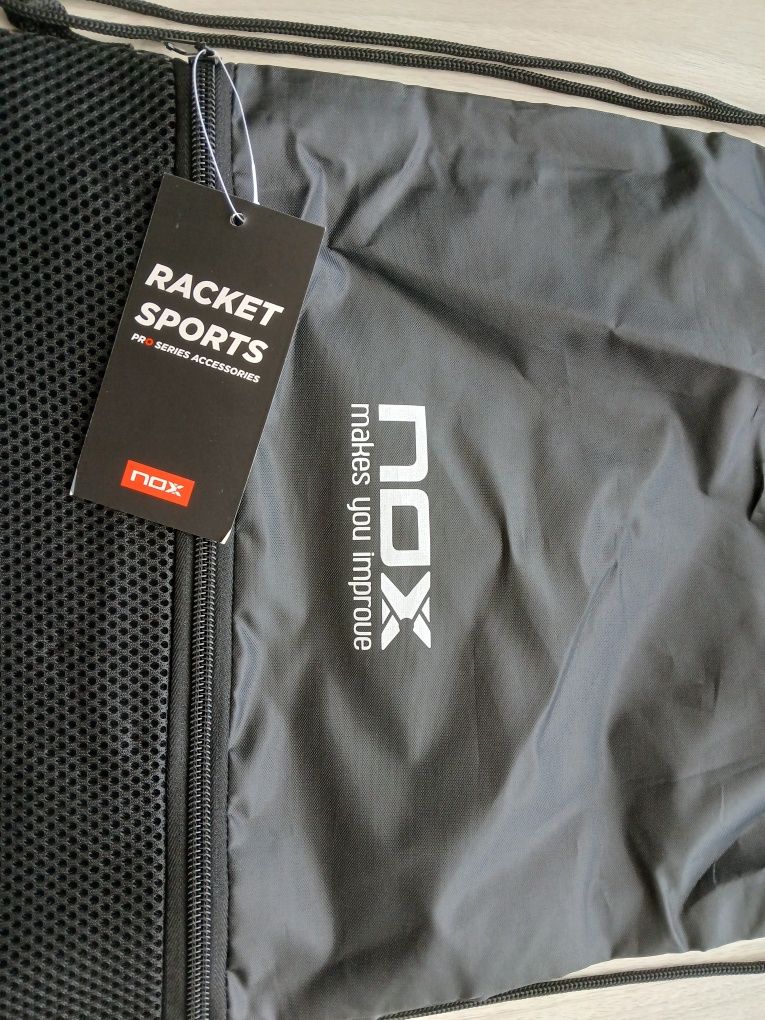 RACKET
SPORTS
PRO SERIES ACCESSORIES
nox
nox
makes you improve